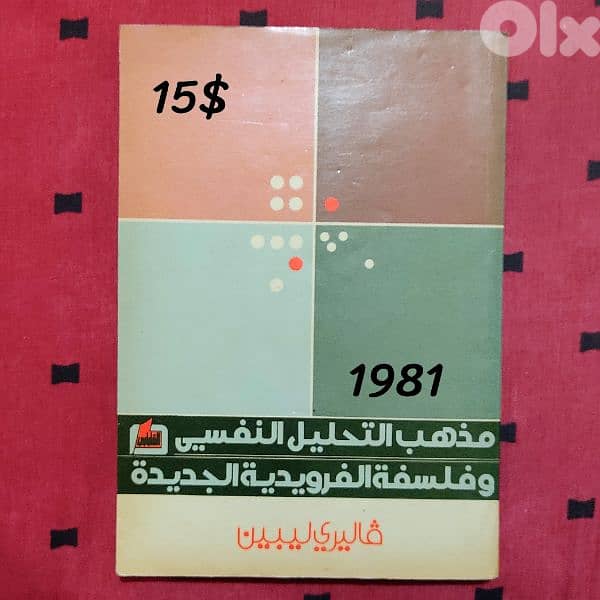 Olx
15$
1981
مذهب التحليل النفسي
وفلسفة الفرويدية الجديدة
ڤاليري ليبين